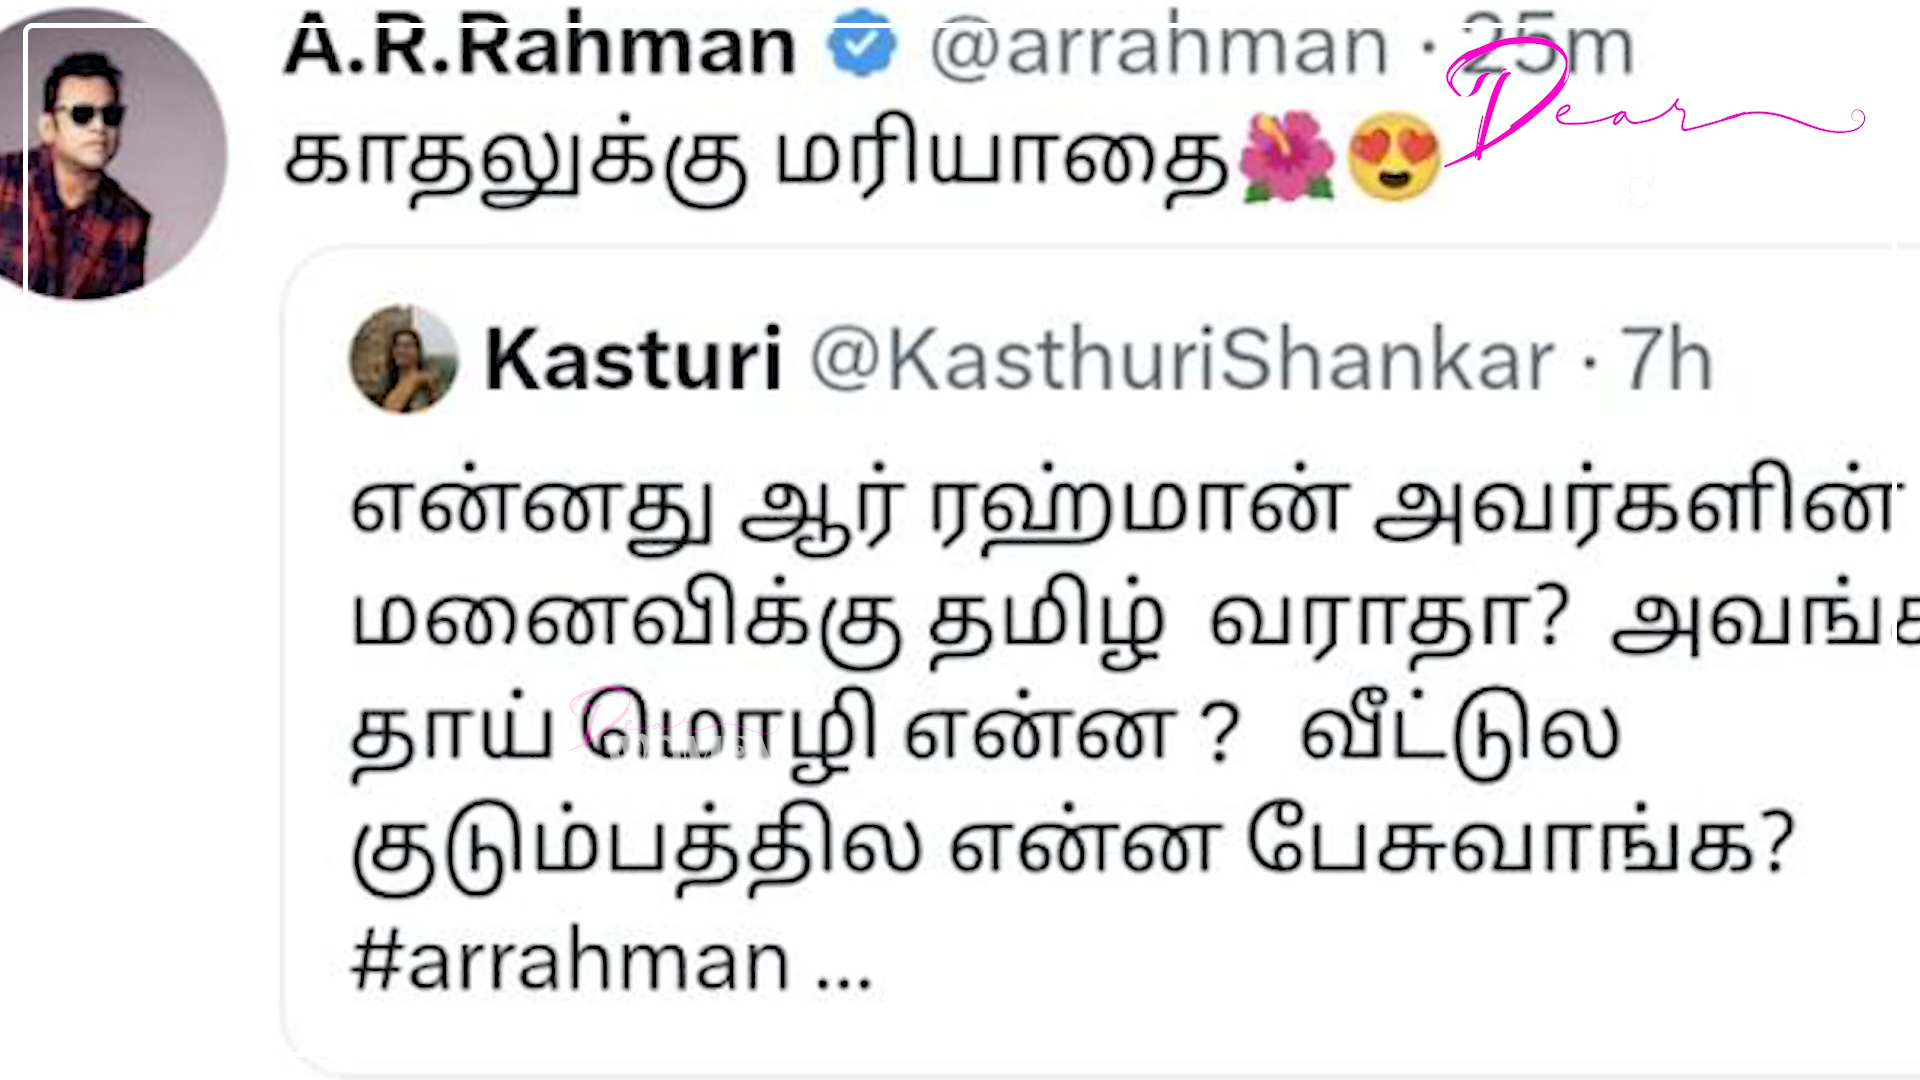 A.R.Rahman @arrahman · 25m
காதலுக்கு மரியாதை🌺😍
Dear
Kasturi @KasthuriShankar · 7h
என்னது ஆர் ரஹ்மான் அவர்களின்
மனைவிக்கு தமிழ் வராதா? அவங்க
தாய் மொழி என்ன ? வீட்டுல
குடும்பத்தில என்ன பேசுவாங்க?
#arrahman ...